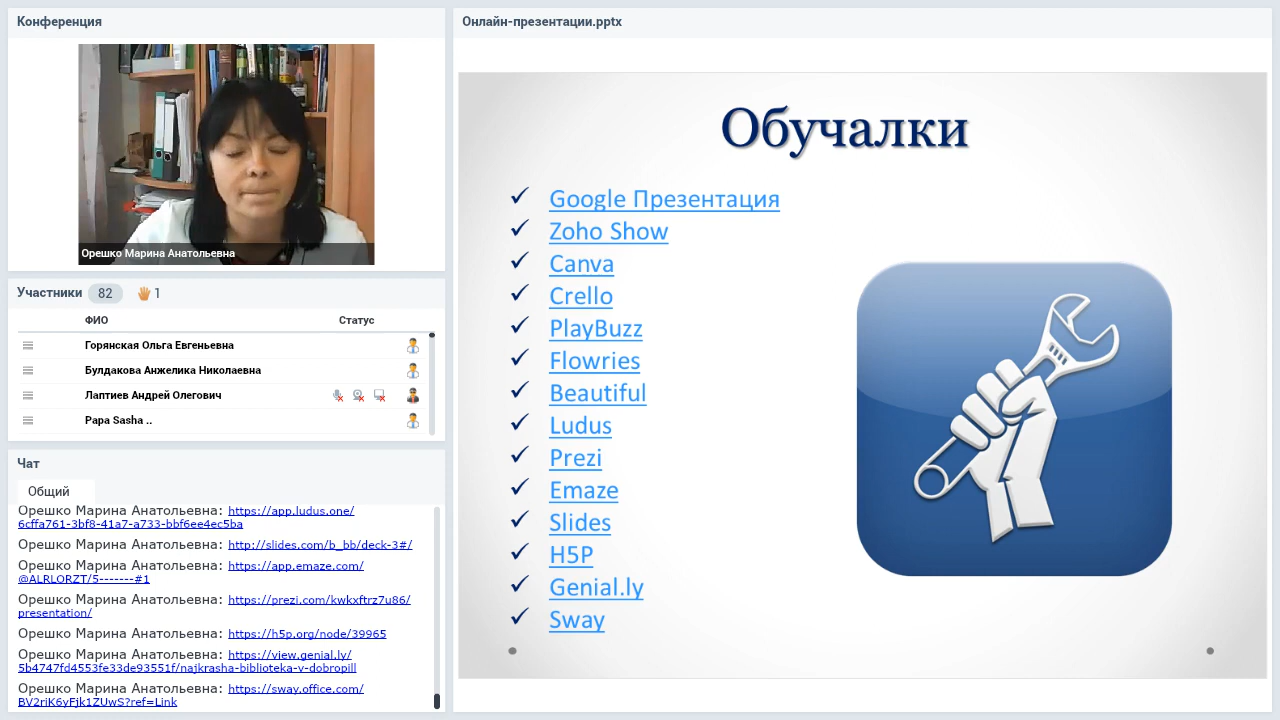 Конференция
Орешко Марина Анатольевна
Участники 82 1
ФИО Статус
Горянская Ольга Евгеньевна
Булдакова Анжелика Николаевна
Лаптиев Андрей Олегович
Papa Sasha ..
Чат
Общий
Орешко Марина Анатольевна: https://app.ludus.one/
6cffa761-3bf8-41a7-a733-bbf6ee4ec5ba
Орешко Марина Анатольевна: http://slides.com/b_bb/deck-3#/
Орешко Марина Анатольевна: https://app.emaze.com/
@ALRLORZT/5-------#1
Орешко Марина Анатольевна: https://prezi.com/kwkxftrz7u86/
presentation/
Орешко Марина Анатольевна: https://h5p.org/node/39965
Орешко Марина Анатольевна: https://view.genial.ly/
5b4747fd4553fe33de93551f/najkrasha-biblioteka-v-dobropill
Орешко Марина Анатольевна: https://sway.office.com/
BV2riK6yFjk1ZUwS?ref=Link
Онлайн-презентации.pptx
Обучалки
Google Презентация
Zoho Show
Canva
Crello
PlayBuzz
Flowries
Beautiful
Ludus
Prezi
Emaze
Slides
H5P
Genial.ly
Sway